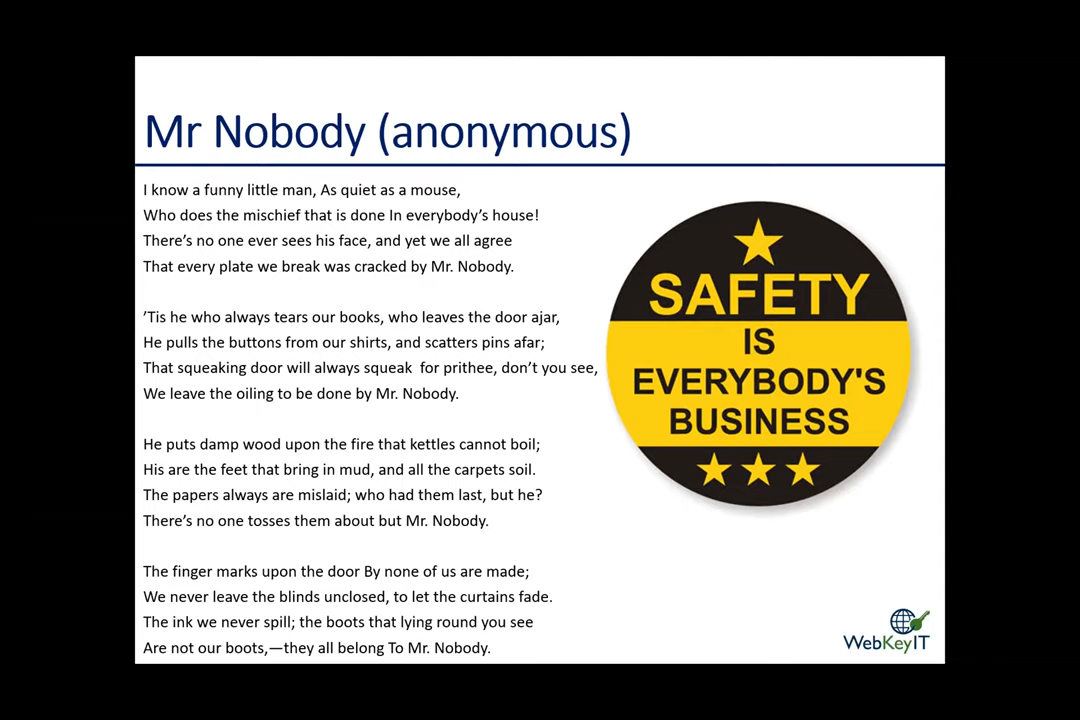 Mr Nobody (anonymous)
I know a funny little man, As quiet as a mouse,
Who does the mischief that is done In everybody’s house!
There’s no one ever sees his face, and yet we all agree
That every plate we break was cracked by Mr. Nobody.
’Tis he who always tears our books, who leaves the door ajar,
He pulls the buttons from our shirts, and scatters pins afar;
That squeaking door will always squeak  for prithee, don’t you see,
We leave the oiling to be done by Mr. Nobody.
He puts damp wood upon the fire that kettles cannot boil;
His are the feet that bring in mud, and all the carpets soil.
The papers always are mislaid; who had them last, but he?
There’s no one tosses them about but Mr. Nobody.
The finger marks upon the door By none of us are made;
We never leave the blinds unclosed, to let the curtains fade.
The ink we never spill; the boots that lying round you see
Are not our boots,—they all belong To Mr. Nobody.
SAFETY
IS
EVERYBODY'S
BUSINESS
WebKeyIT